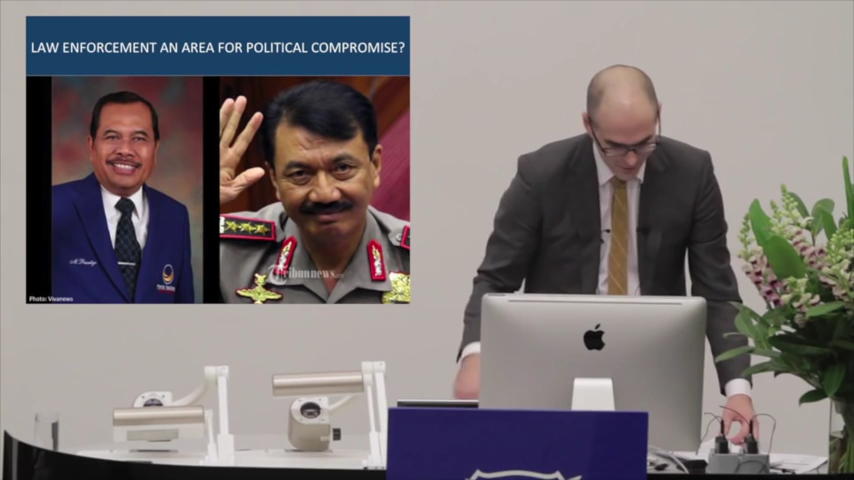 LAW ENFORCEMENT AN AREA FOR POLITICAL COMPROMISE?
Tribunnews
Photo: Vivanews